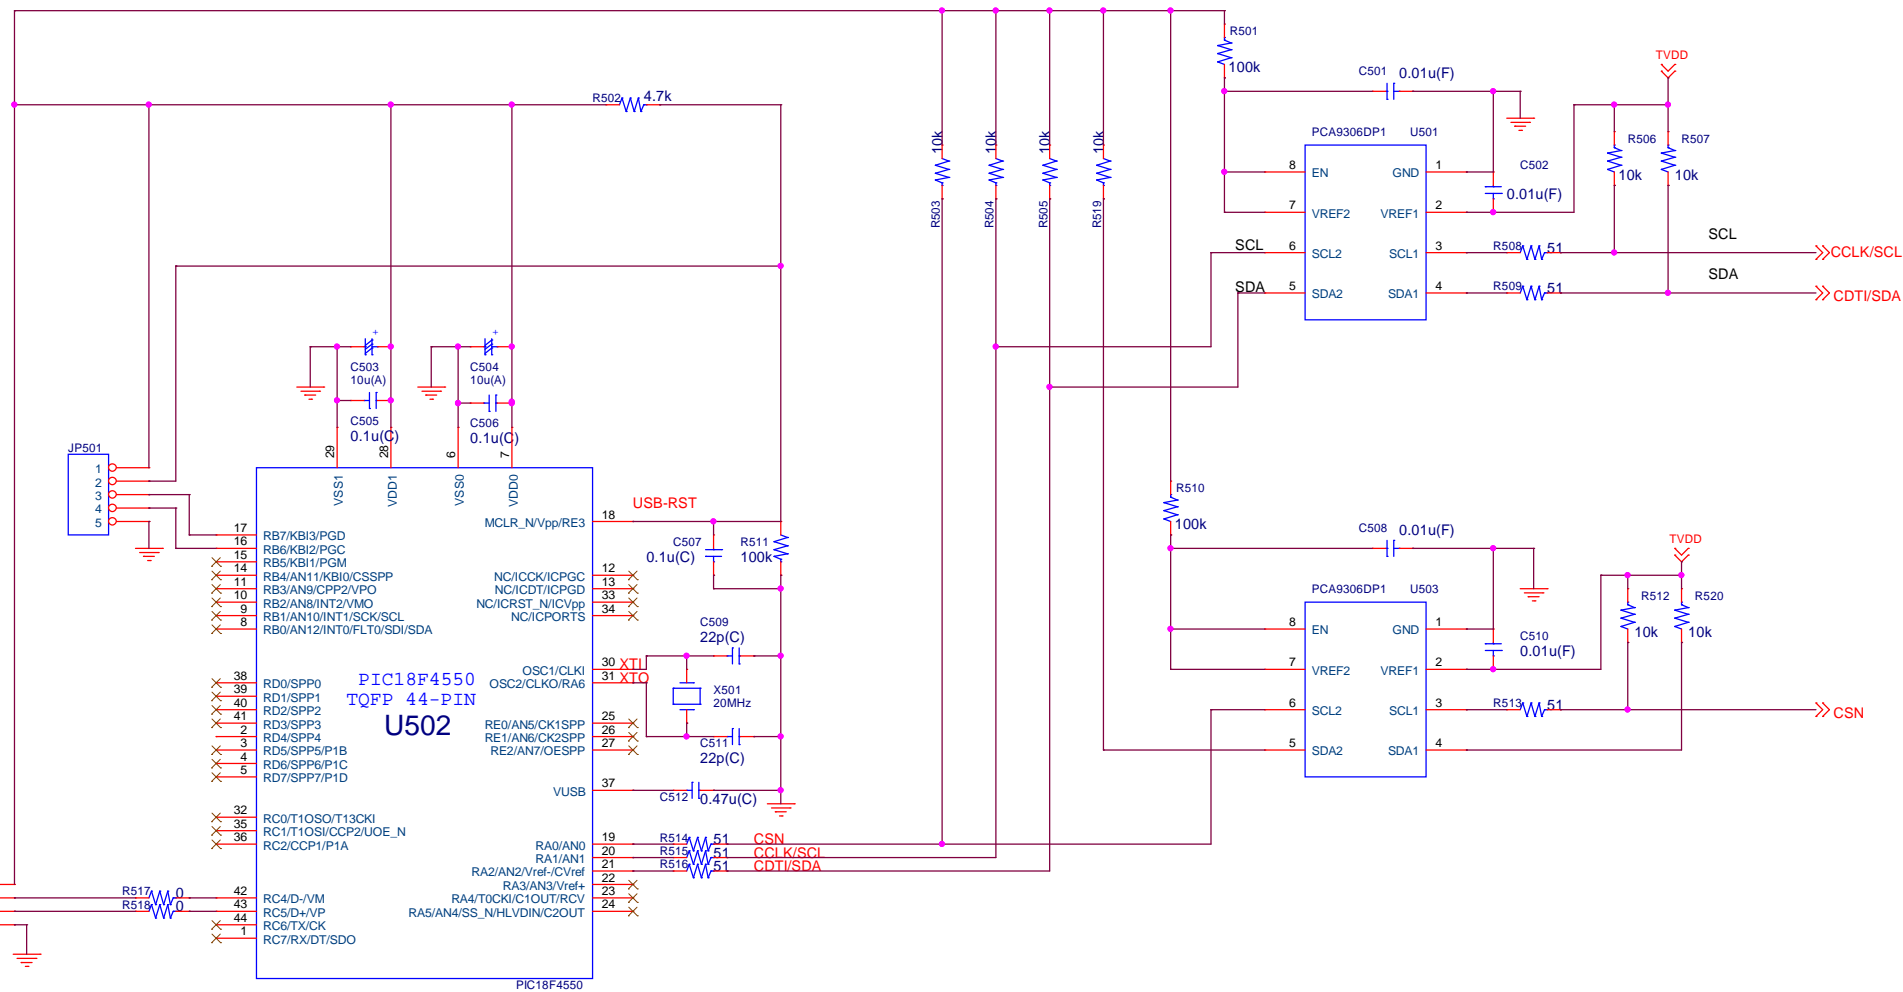 R501
100k
C501 0.01u(F)
TVDD
R502 4.7k
10k
10k
10k
10k
R503
R504
R505
R519
PCA9306DP1 U501
8 EN GND 1
7 VREF2 VREF1 2
6 SCL2 SCL1 3
5 SDA2 SDA1 4
C502
0.01u(F)
R506
10k
R507
10k
SCL
SDA
R508 51
R509 51
SCL
SDA
CCLK/SCL
CDTI/SDA
+
C503
10u(A)
C505
0.1u(C)
+
C504
10u(A)
C506
0.1u(C)
29
28
6
7
VSS1
VDD1
VSS0
VDD0
JP501
1
2
3
4
5
17 RB7/KBI3/PGD
16 RB6/KBI2/PGC
15 RB5/KBI1/PGM
14 RB4/AN11/KBI0/CSSPP
11 RB3/AN9/CPP2/VPO
10 RB2/AN8/INT2/VMO
9 RB1/AN10/INT1/SCK/SCL
8 RB0/AN12/INT0/FLT0/SDI/SDA
38 RD0/SPP0
39 RD1/SPP1
40 RD2/SPP2
41 RD3/SPP3
2 RD4/SPP4
3 RD5/SPP5/P1B
4 RD6/SPP6/P1C
5 RD7/SPP7/P1D
32 RC0/T1OSO/T13CKI
35 RC1/T1OSI/CCP2/UOE_N
36 RC2/CCP1/P1A
R517 0
R518 0
42 RC4/D-/VM
43 RC5/D+/VP
44 RC6/TX/CK
1 RC7/RX/DT/SDO
PIC18F4550
TQFP 44-PIN
U502
MCLR_N/Vpp/RE3 18
NC/ICCK/ICPGC 12
NC/ICDT/ICPGD 13
NC/ICRST_N/ICVpp 33
NC/ICPORTS 34
OSC1/CLKI 30 XTI
OSC2/CLKO/RA6 31 XTO
RE0/AN5/CK1SPP 25
RE1/AN6/CK2SPP 26
RE2/AN7/OESPP 27
VUSB 37
RA0/AN0 19
RA1/AN1 20
RA2/AN2/Vref-/CVref 21
RA3/AN3/Vref+ 22
RA4/T0CKI/C1OUT/RCV 23
RA5/AN4/SS_N/HLVDIN/C2OUT 24
PIC18F4550
USB-RST
C507
0.1u(C)
R511
100k
C509
22p(C)
X501
20MHz
C511
22p(C)
C512 0.47u(C)
R514 51 CSN
R515 51 CCLK/SCL
R516 51 CDTI/SDA
R510
100k
C508 0.01u(F)
TVDD
PCA9306DP1 U503
8 EN GND 1
7 VREF2 VREF1 2
6 SCL2 SCL1 3
5 SDA2 SDA1 4
C510
0.01u(F)
R512
10k
R520
10k
R513 51
CSN